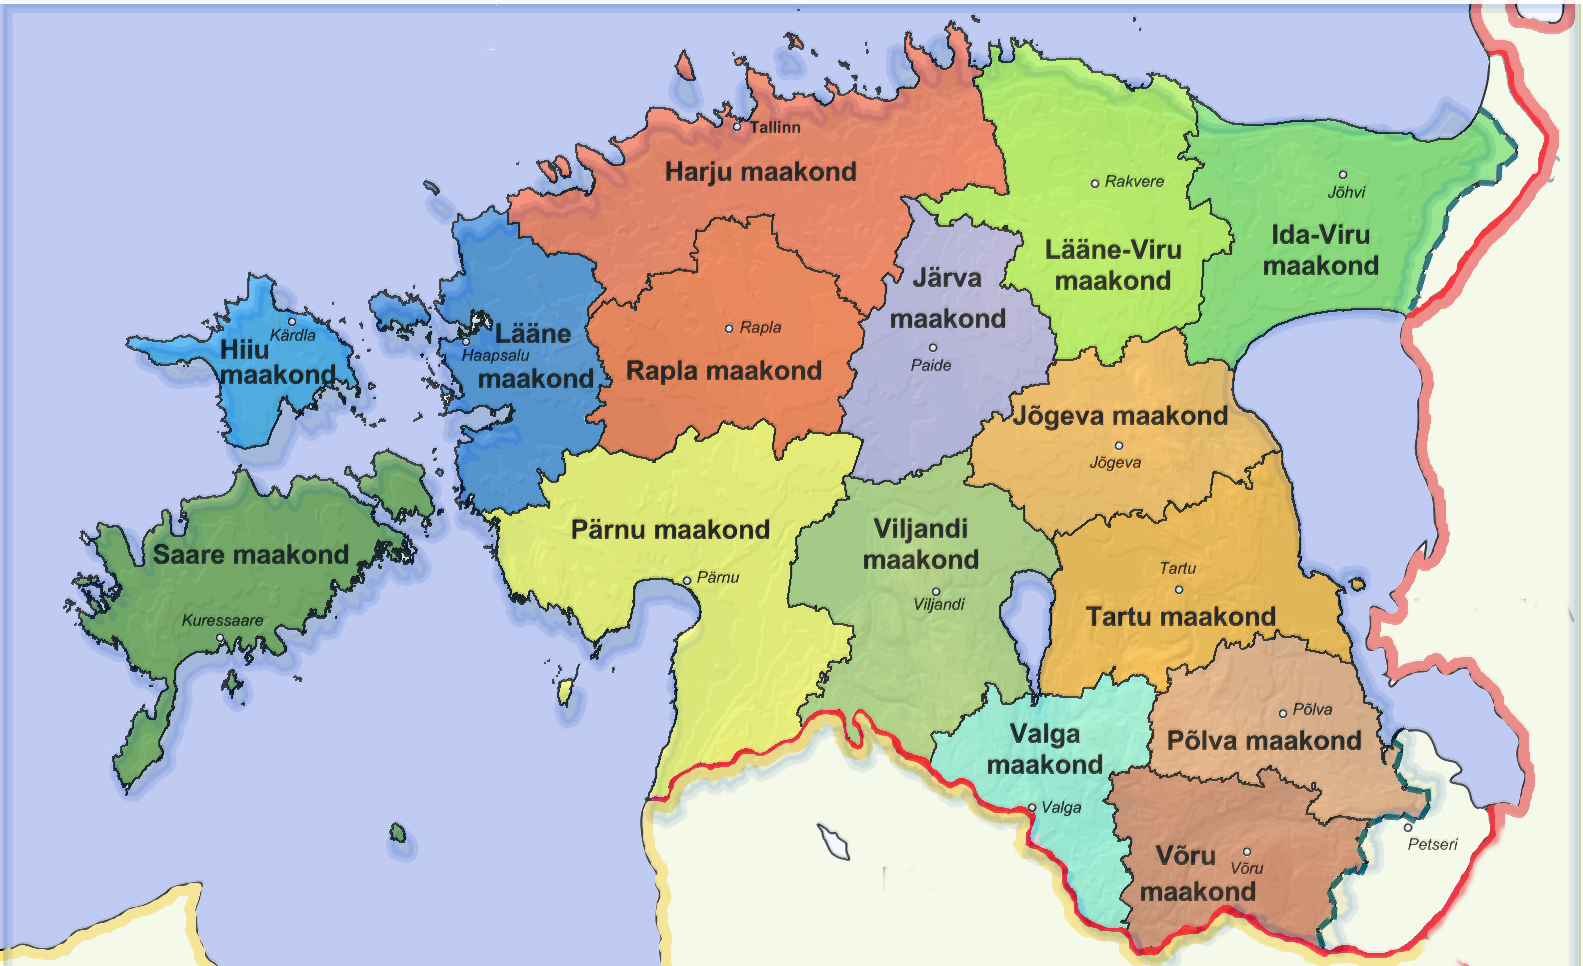 Tallinn
Harju maakond
Rakvere
Jõhvi
Lääne-Viru
maakond
Ida-Viru
maakond
Järva
maakond
Paide
Kärdla
Hiiu
maakond
Lääne
Haapsalu
maakond
Rapla
Rapla maakond
Jõgeva maakond
Jõgeva
Saare maakond
Kuressaare
Pärnu maakond
Pärnu
Viljandi
maakond
Viljandi
Tartu
Tartu maakond
Valga
maakond
Valga
Põlva
Põlva maakond
Petseri
Võru
Võru
maakond